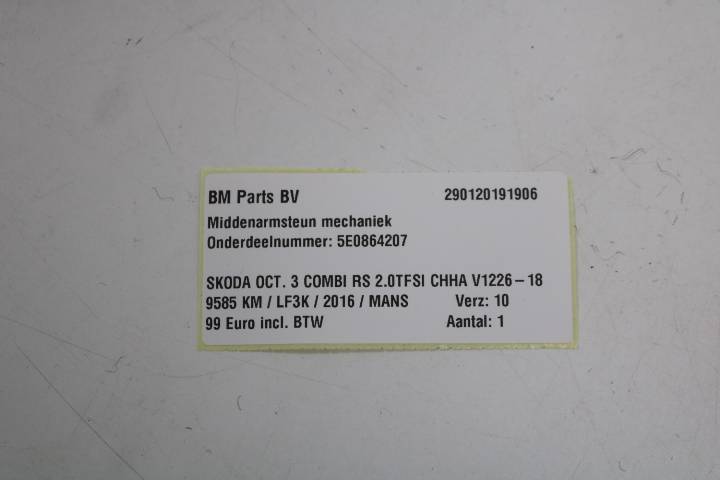 BM Parts BV 290120191906
Middenarmsteun mechaniek
Onderdeelnummer: 5E0864207
SKODA OCT. 3 COMBI RS 2.0TFSI CHHA V1226-18
9585 KM / LF3K / 2016 / MANS Verz: 10
99 Euro incl. BTW Aantal: 1